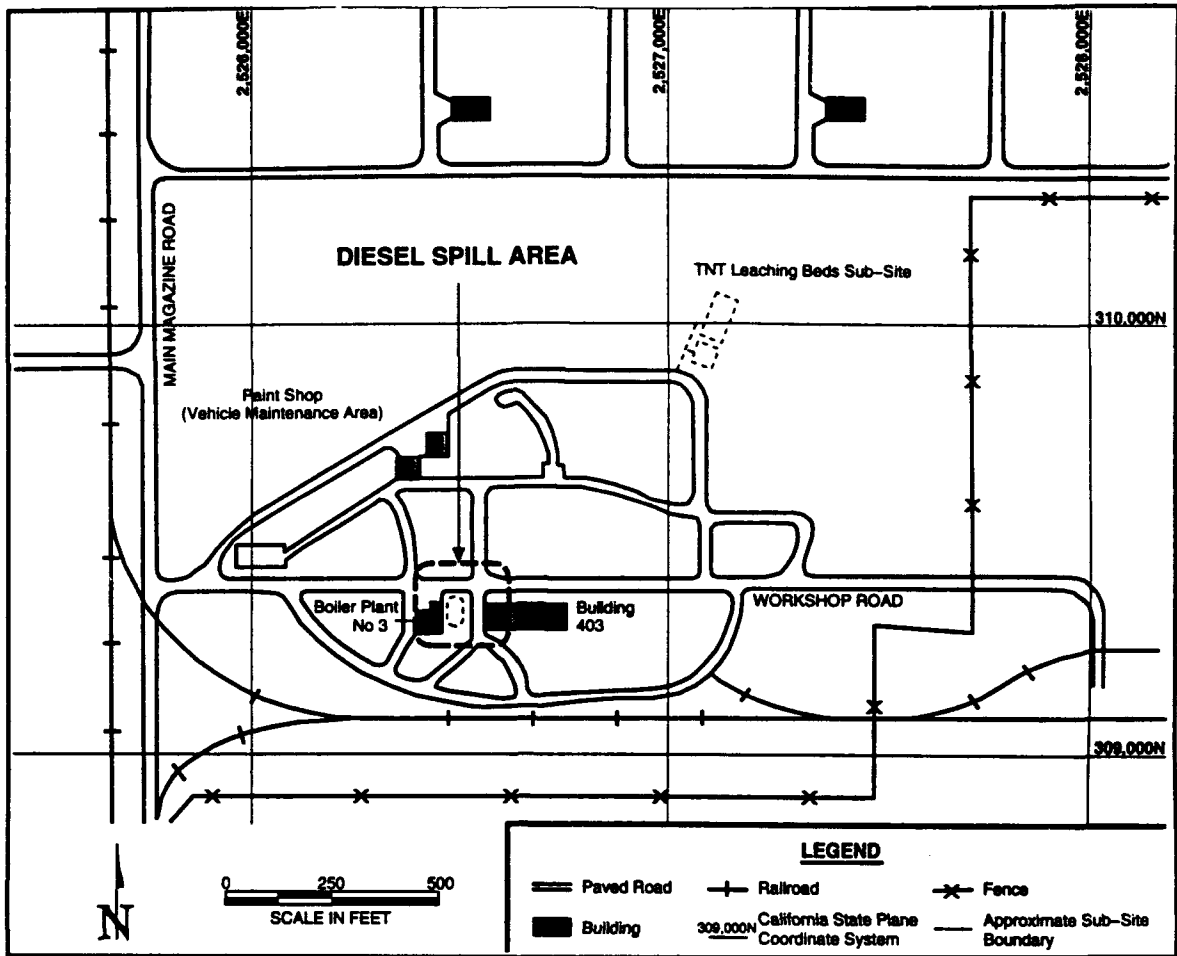 2,526,000E
2,527,000E
2,528,000E
MAIN MAGAZINE ROAD
DIESEL SPILL AREA
TNT Leaching Beds Sub-Site
310,000N
Paint Shop
(Vehicle Maintenance Area)
Boiler Plant
No 3
Building
403
WORKSHOP ROAD
309,000N
N
0 250 500
SCALE IN FEET
LEGEND
Paved Road
Railroad
Fence
Building
309,000N California State Plane
Coordinate System
Approximate Sub-Site
Boundary